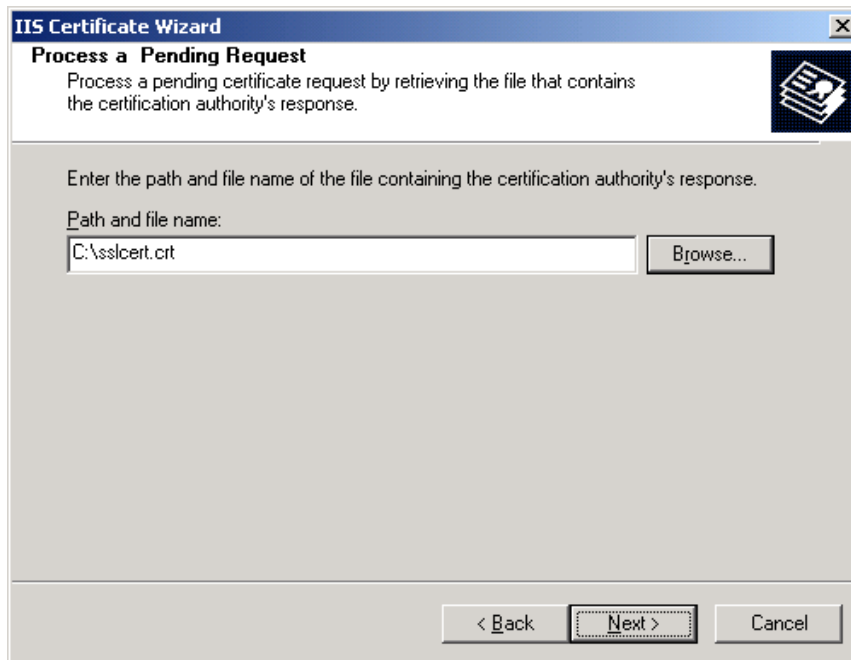 IIS Certificate Wizard
Process a  Pending Request
Process a pending certificate request by retrieving the file that contains
the certification authority's response.
Enter the path and file name of the file containing the certification authority's response.
Path and file name:
C:\sslcert.crt
Browse...
< Back
Next >
Cancel